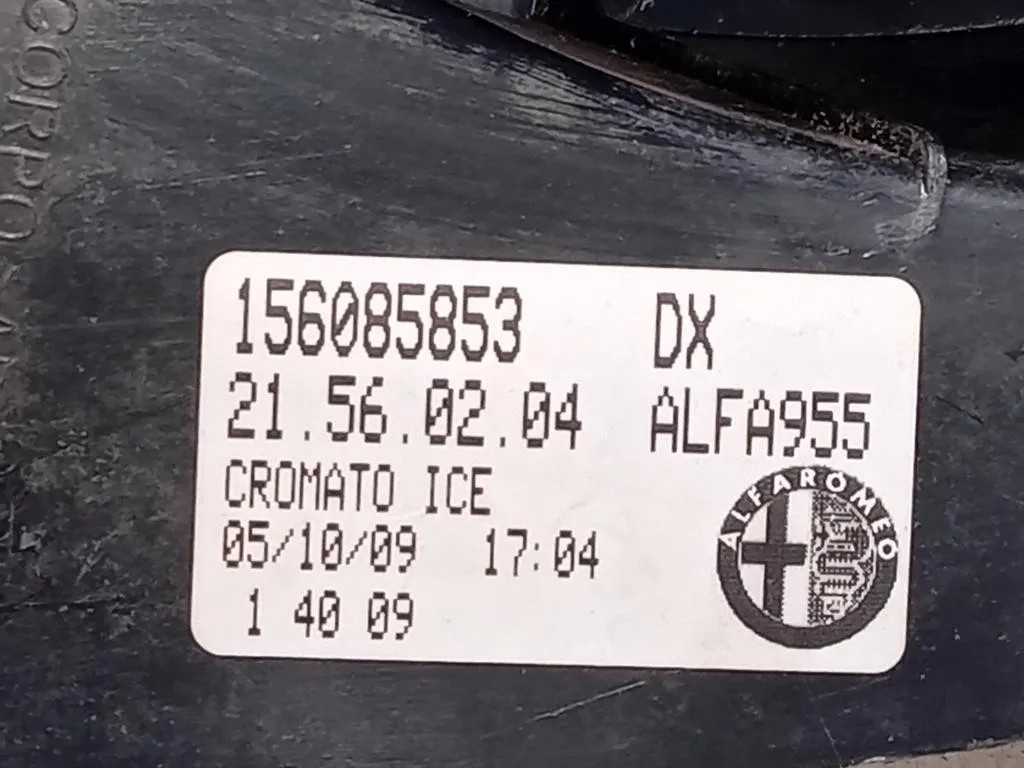 156085853 DX
21.56.02.04 ALFA955
CROMATO ICE
05/10/09 17:04
1 40 09
ALFA ROMEO
CORPO